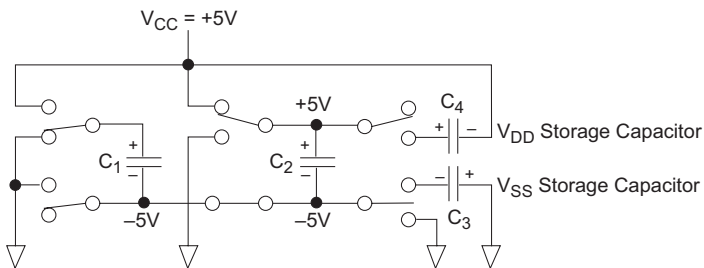 V_CC = +5V
+5V
C_4
+ −
V_DD Storage Capacitor
+
C_1
−
+
C_2
−
− +
V_SS Storage Capacitor
C_3
–5V
–5V